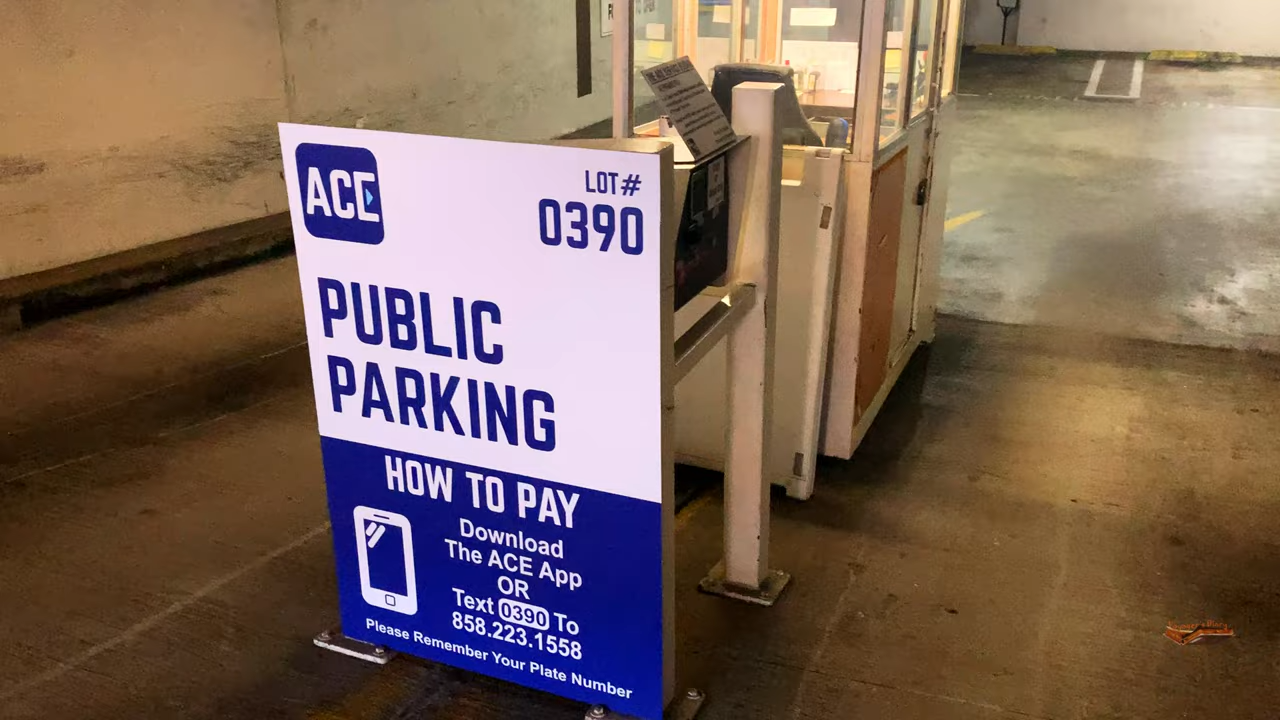 ACE
LOT#
0390
PUBLIC
PARKING
HOW TO PAY
Download
The ACE App
OR
Text 0390 To
858.223.1558
Please Remember Your Plate Number